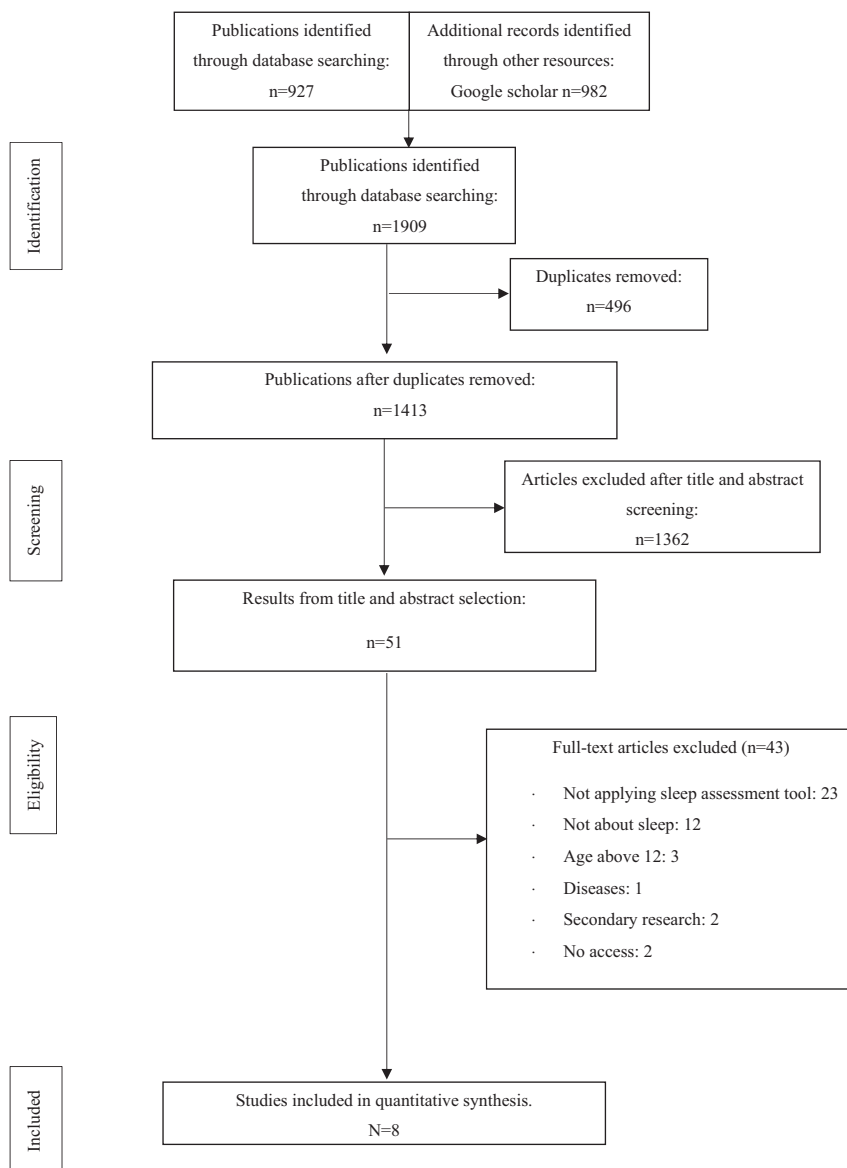 Publications identified
through database searching:
n=927
Additional records identified
through other resources:
Google scholar n=982
Identification
Publications identified
through database searching:
n=1909
Duplicates removed:
n=496
Publications after duplicates removed:
n=1413
Screening
Articles excluded after title and abstract
screening:
n=1362
Results from title and abstract selection:
n=51
Eligibility
Full-text articles excluded (n=43)
· Not applying sleep assessment tool: 23
· Not about sleep: 12
· Age above 12: 3
· Diseases: 1
· Secondary research: 2
· No access: 2
Included
Studies included in quantitative synthesis.
N=8